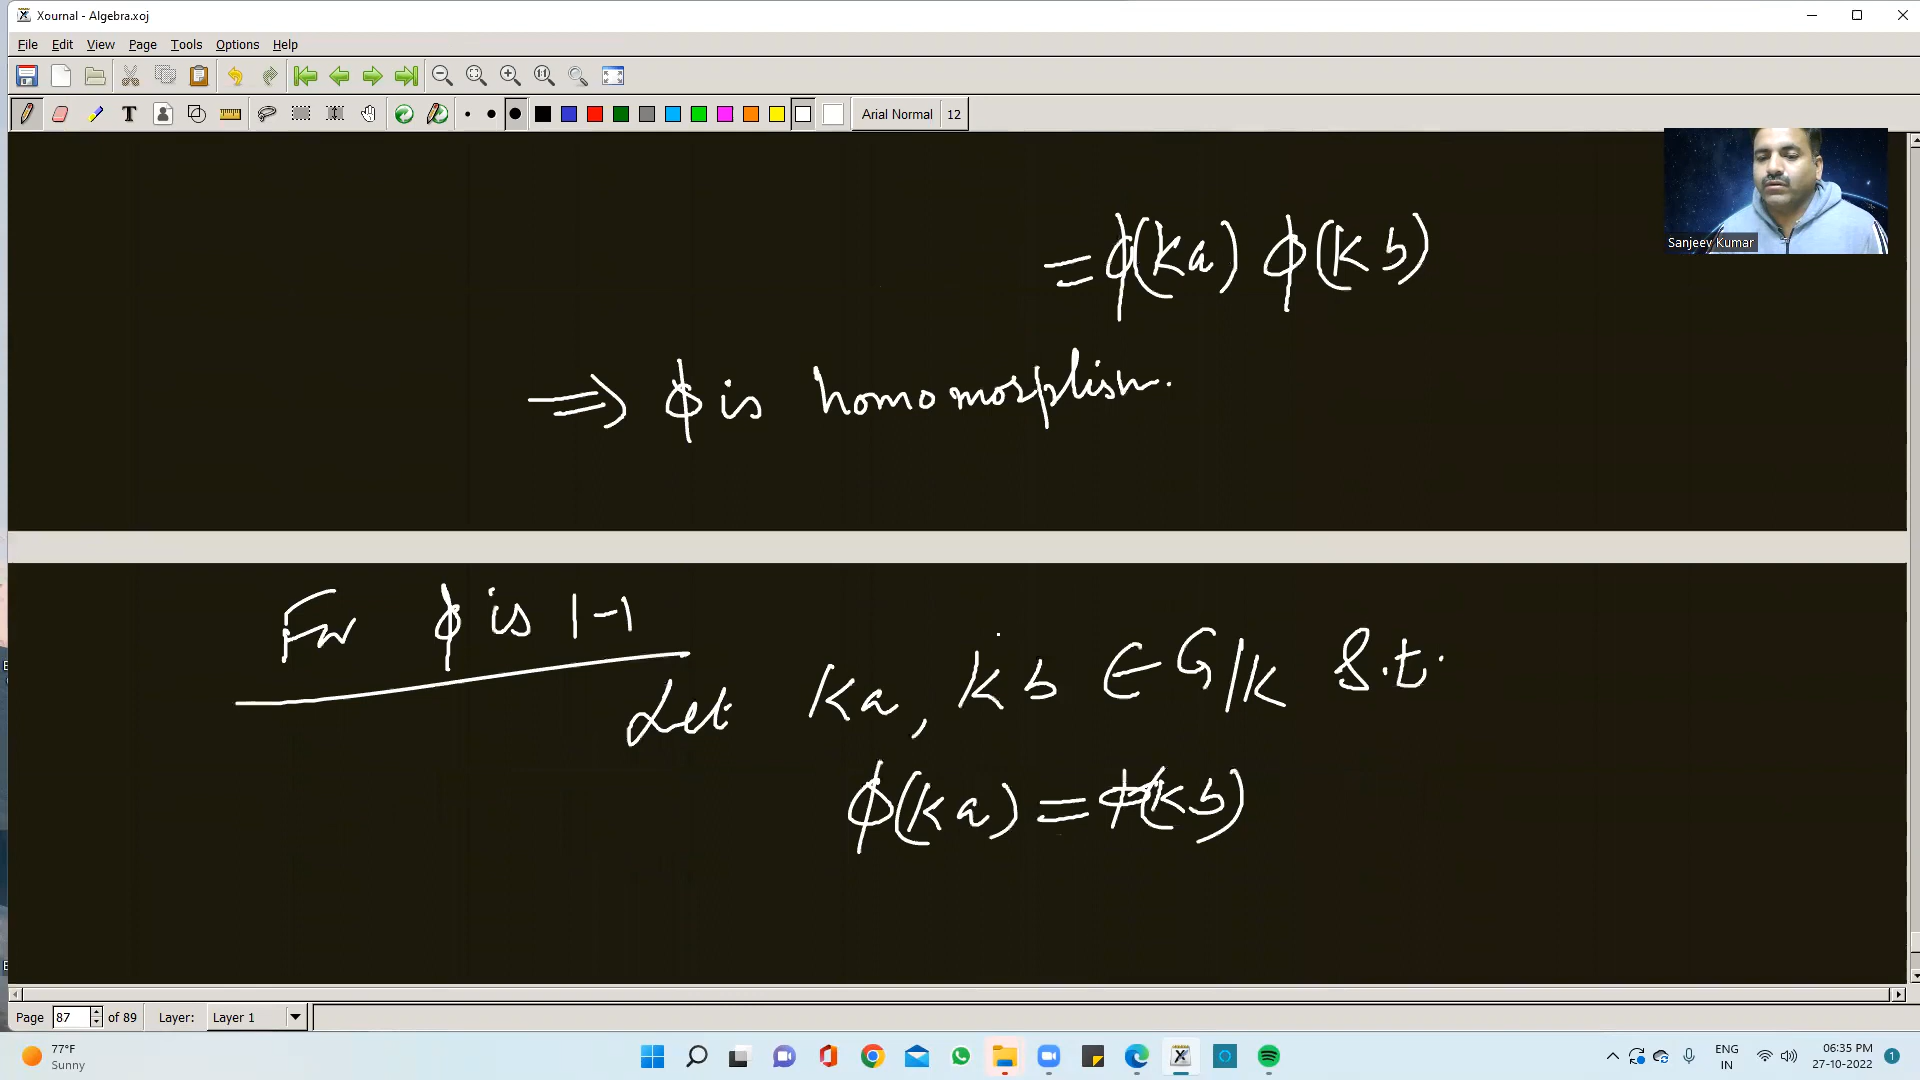 Xournal - Algebra.xoj
File Edit View Page Tools Options Help
Arial Normal 12
Sanjeev Kumar
= ϕ(Ka) ϕ(Kb)
⇒ ϕ is homomorphism.
For ϕ is 1-1
Let Ka, Kb ∈ G/K S.t.
ϕ(Ka) = ϕ(Kb)
Page 87 of 89 Layer: Layer 1
77°F
Sunny
ENG
IN
06:35 PM
27-10-2022
1